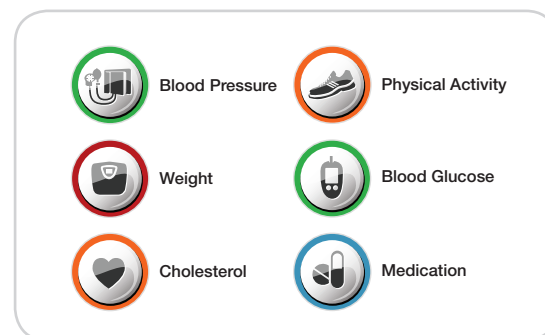 Blood Pressure
Physical Activity
Weight
Blood Glucose
Cholesterol
Medication